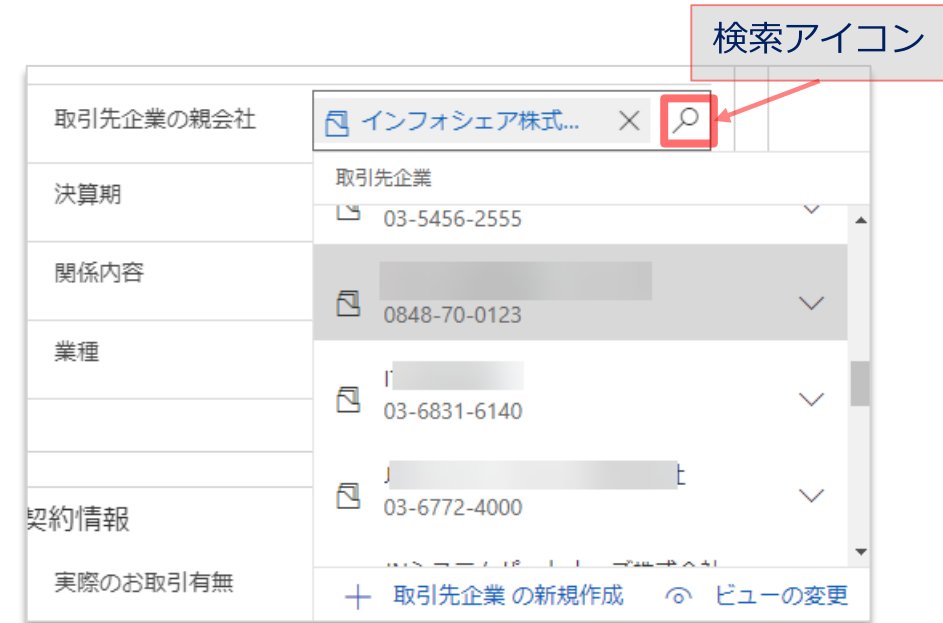 検索アイコン
取引先企業の親会社
インフォシェア株式...
取引先企業
決算期
03-5456-2555
関係内容
0848-70-0123
業種
03-6831-6140
03-6772-4000
契約情報
実際のお取引有無
取引先企業 の新規作成
ビューの変更